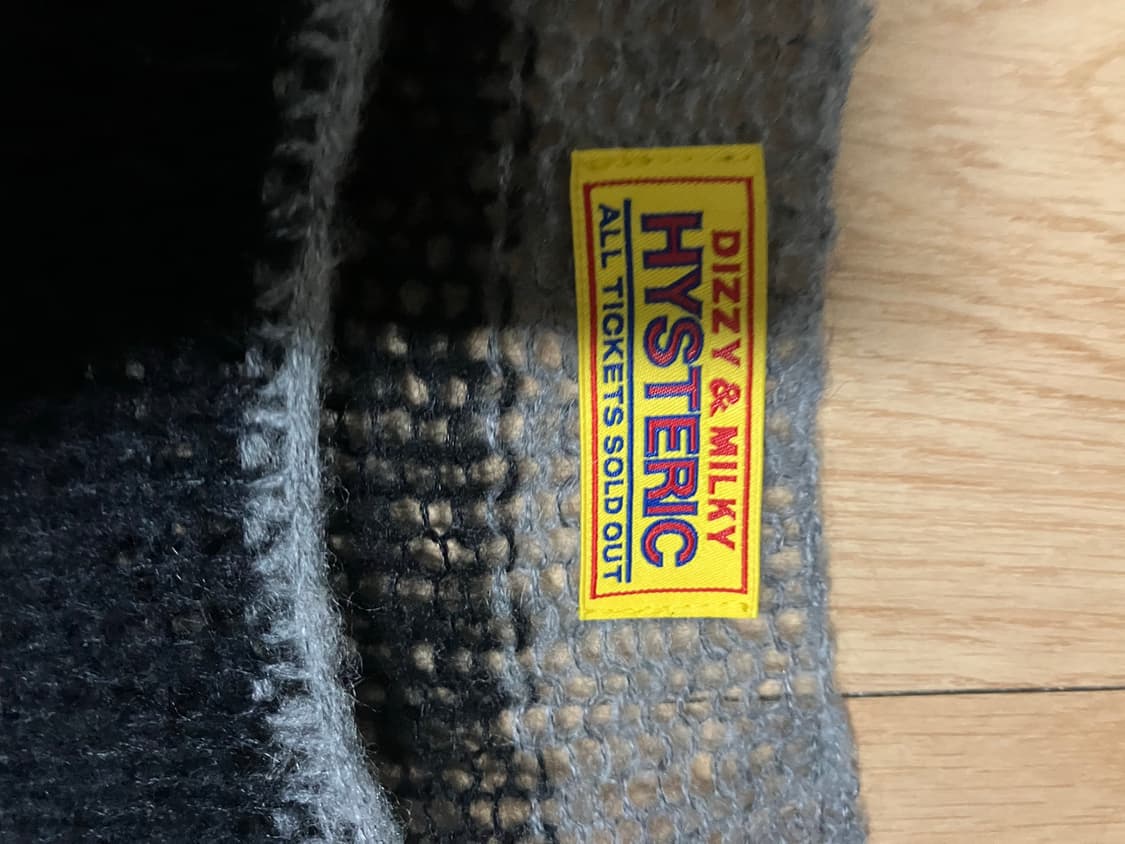 DIZZY & MILKY
HYSTERIC
ALL TICKETS SOLD OUT